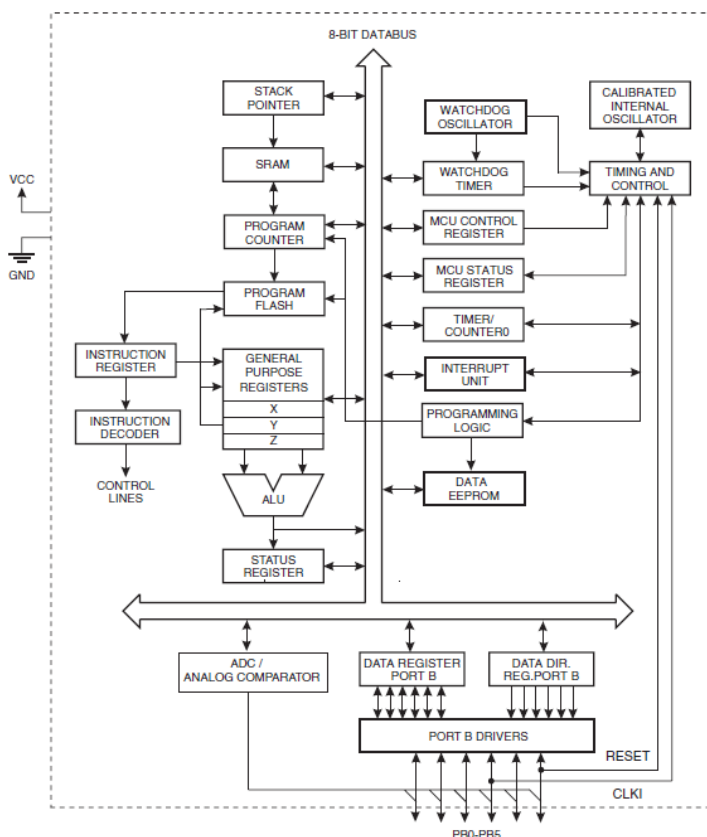 8-BIT DATABUS
STACK
POINTER
SRAM
PROGRAM
COUNTER
PROGRAM
FLASH
VCC
GND
INSTRUCTION
REGISTER
INSTRUCTION
DECODER
CONTROL
LINES
GENERAL
PURPOSE
REGISTERS
X
Y
Z
ALU
STATUS
REGISTER
WATCHDOG
OSCILLATOR
CALIBRATED
INTERNAL
OSCILLATOR
WATCHDOG
TIMER
TIMING AND
CONTROL
MCU CONTROL
REGISTER
MCU STATUS
REGISTER
TIMER/
COUNTER0
INTERRUPT
UNIT
PROGRAMMING
LOGIC
DATA
EEPROM
ADC /
ANALOG COMPARATOR
DATA REGISTER
PORT B
DATA DIR.
REG.PORT B
PORT B DRIVERS
RESET
CLKI
PB0-PB5